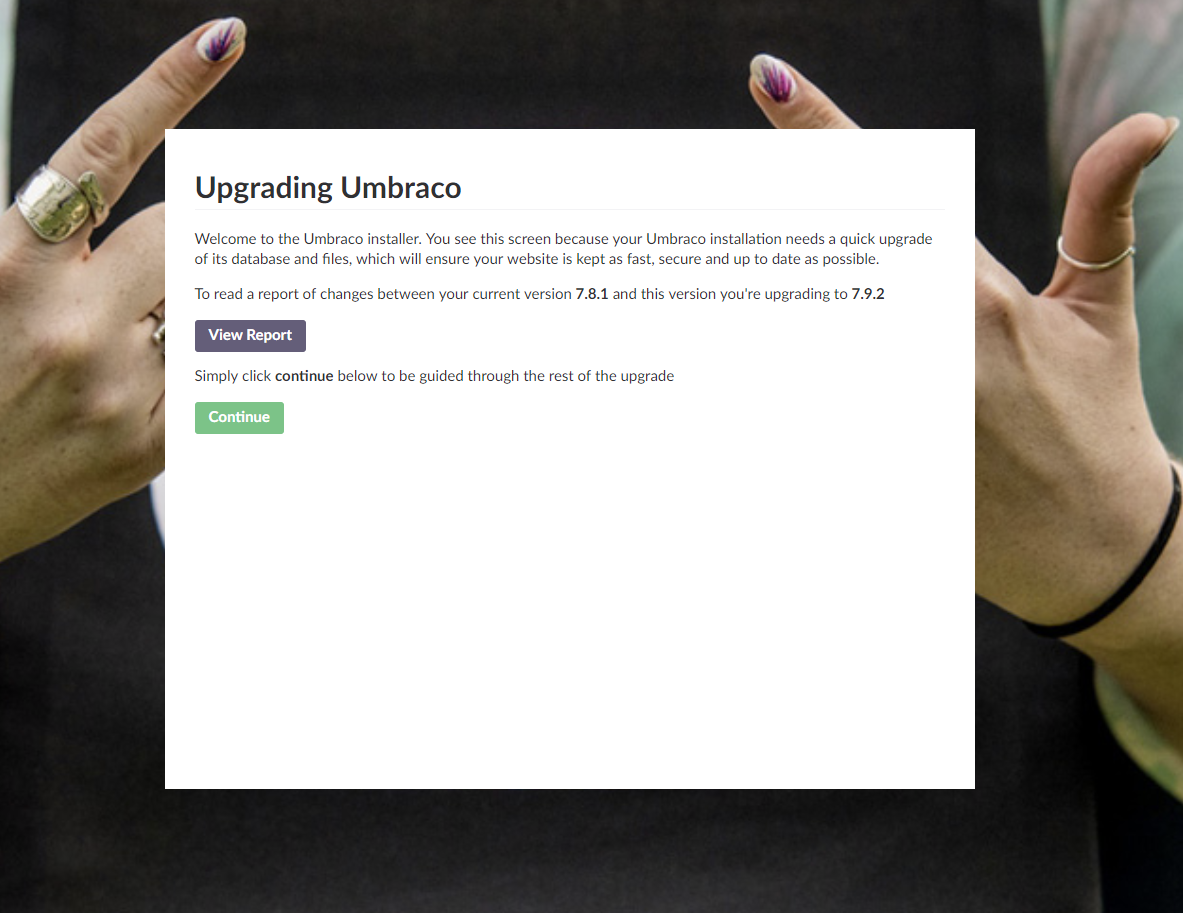 Upgrading Umbraco
Welcome to the Umbraco installer. You see this screen because your Umbraco installation needs a quick upgrade
of its database and files, which will ensure your website is kept as fast, secure and up to date as possible.
To read a report of changes between your current version 7.8.1 and this version you're upgrading to 7.9.2
View Report
Simply click continue below to be guided through the rest of the upgrade
Continue